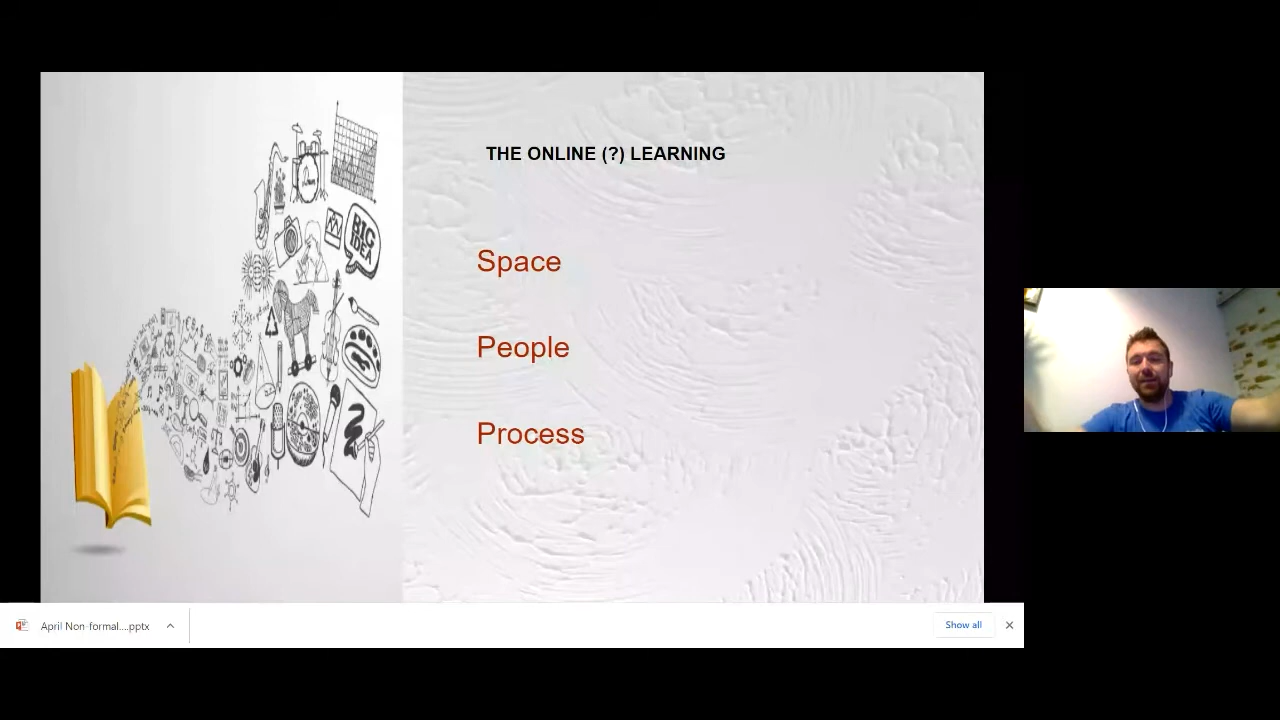 THE ONLINE (?) LEARNING
BIG
IDEA
Space
People
Process
April Non-formal....pptx
Show all